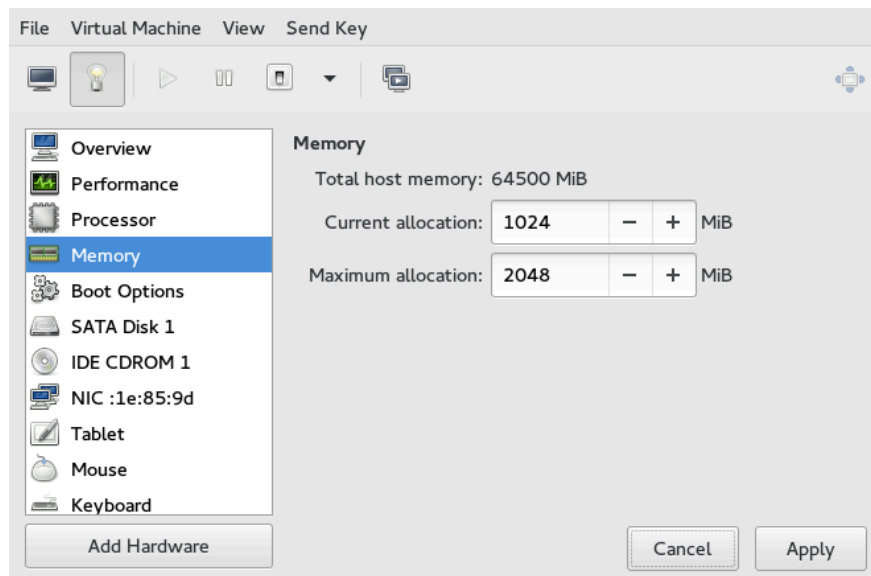 File Virtual Machine View Send Key
Overview
Performance
Processor
Memory
Boot Options
SATA Disk 1
IDE CDROM 1
NIC :1e:85:9d
Tablet
Mouse
Keyboard
Add Hardware
Memory
Total host memory: 64500 MiB
Current allocation: 1024 − + MiB
Maximum allocation: 2048 − + MiB
Cancel Apply